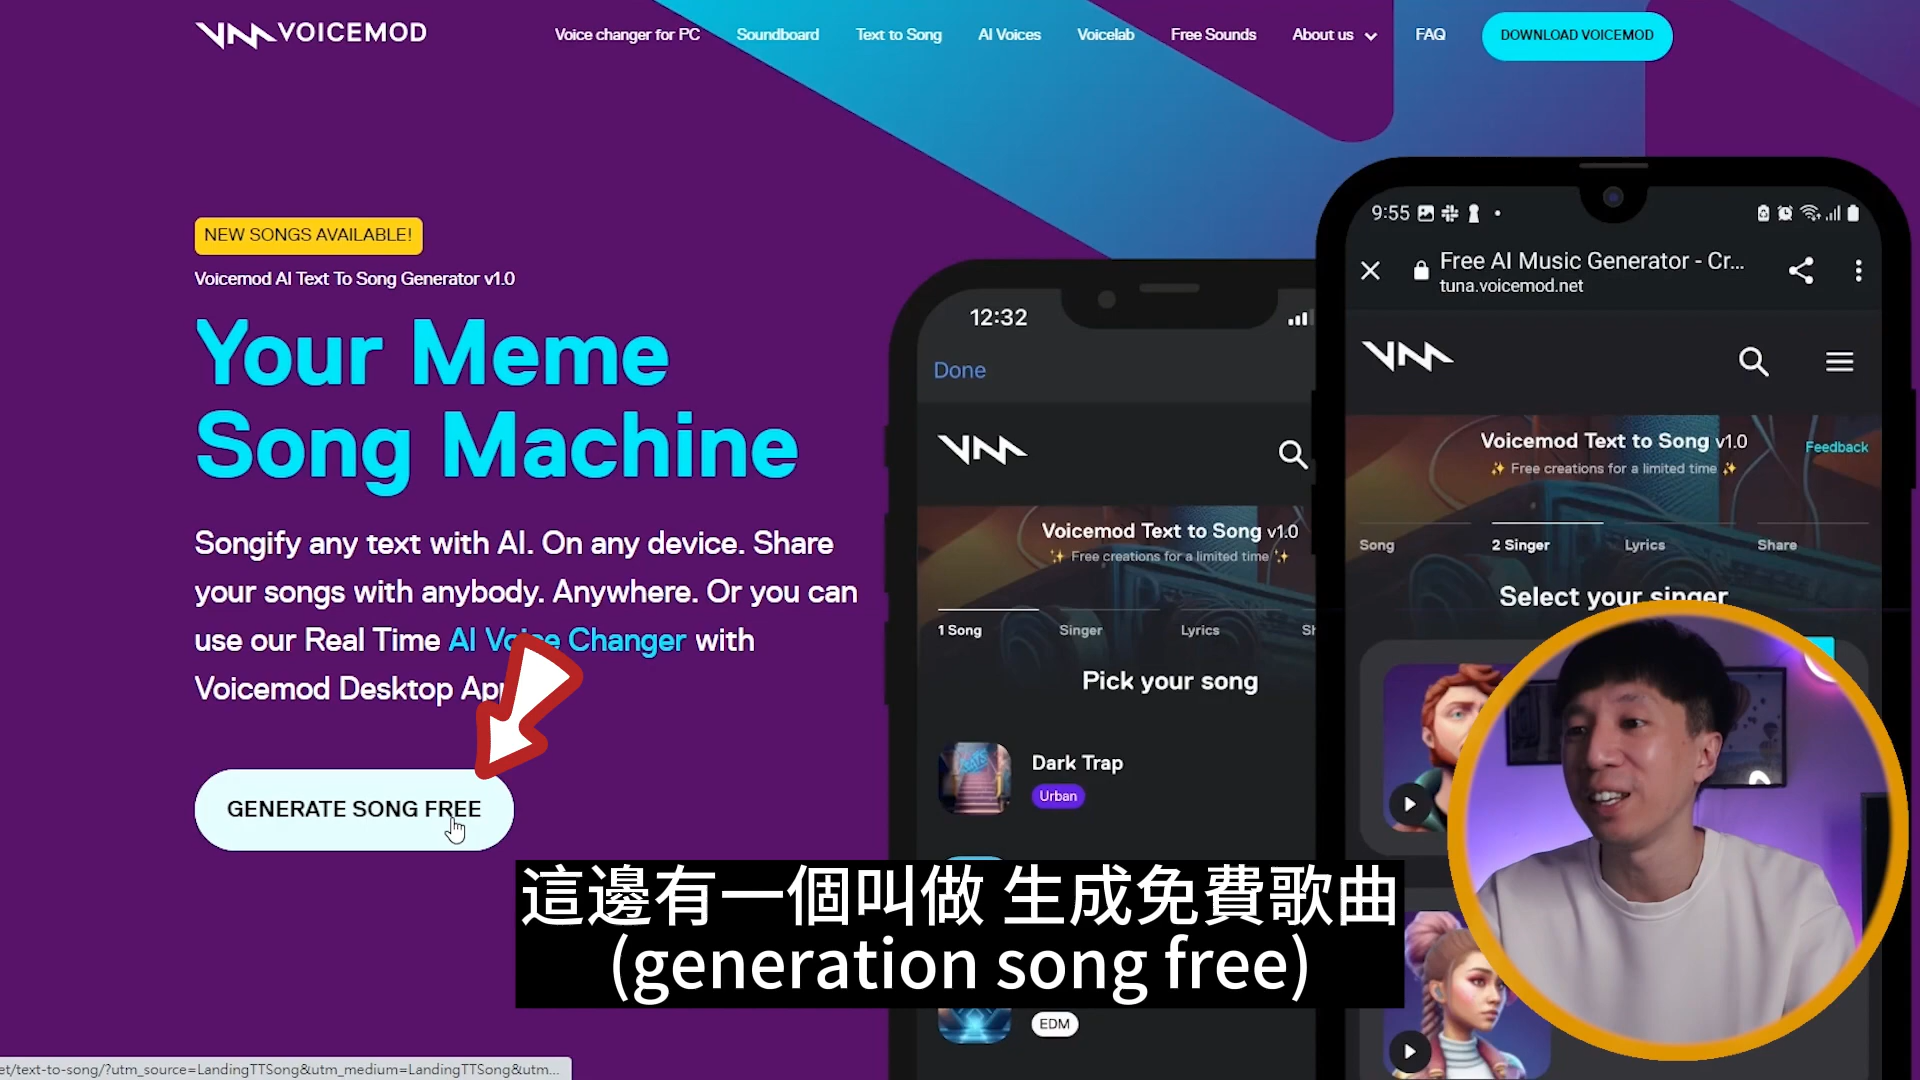 VOICEMOD
Voice changer for PC
Soundboard
Text to Song
AI Voices
Voicelab
Free Sounds
About us
FAQ
DOWNLOAD VOICEMOD
NEW SONGS AVAILABLE!
Voicemod AI Text To Song Generator v1.0
Your Meme
Song Machine
Songify any text with AI. On any device. Share
your songs with anybody. Anywhere. Or you can
use our Real Time AI Voice Changer with
Voicemod Desktop App
GENERATE SONG FREE
12:32
Done
Voicemod Text to Song v1.0
✨ Free creations for a limited time ✨
1 Song
Singer
Lyrics
Sh
Pick your song
Dark Trap
Urban
EDM
9:55
Free AI Music Generator - Cr...
tuna.voicemod.net
Voicemod Text to Song v1.0
Feedback
✨ Free creations for a limited time ✨
Song
2 Singer
Lyrics
Share
Select your singer
這邊有一個叫做 生成免費歌曲
(generation song free)
et/text-to-song/?utm_source=LandingTTSong&utm_medium=LandingTTSong&utm...